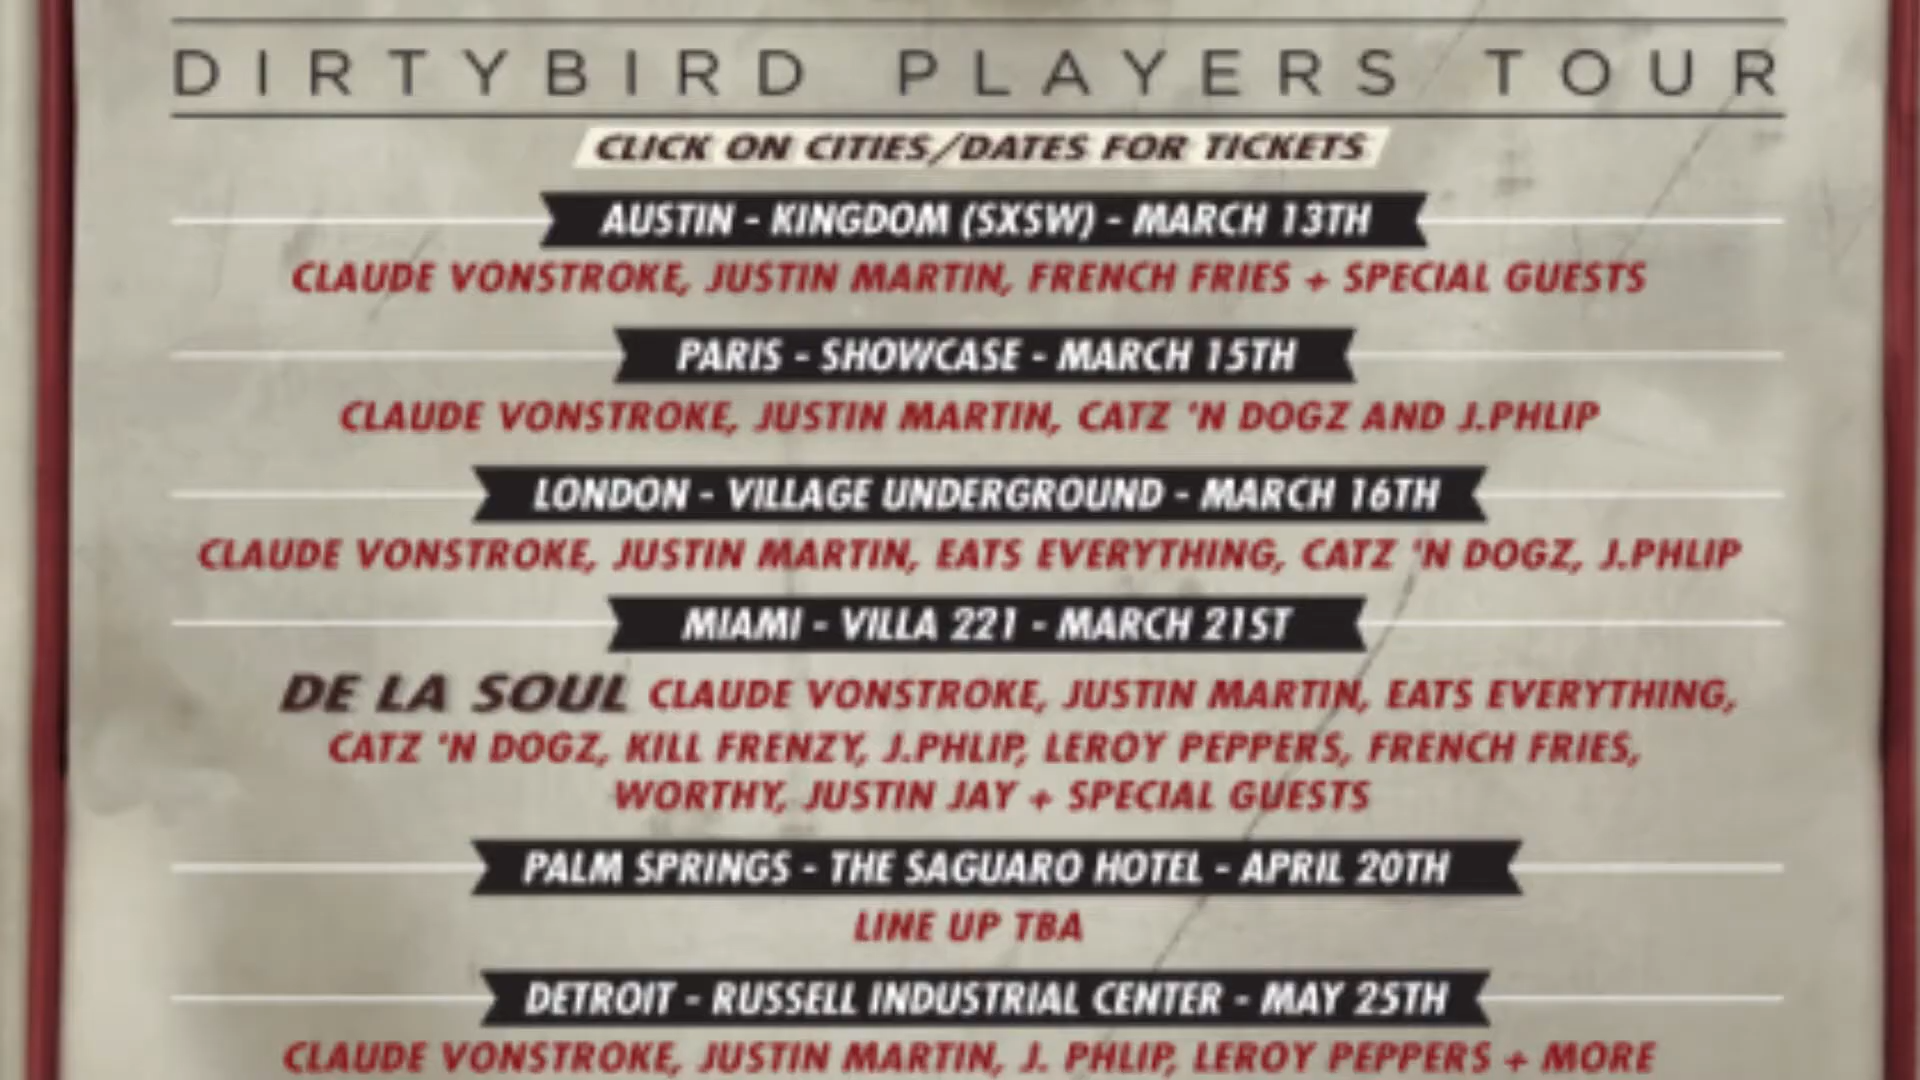 DIRTYBIRD PLAYERS TOUR
CLICK ON CITIES/DATES FOR TICKETS
AUSTIN - KINGDOM (SXSW) - MARCH 13TH
CLAUDE VONSTROKE, JUSTIN MARTIN, FRENCH FRIES + SPECIAL GUESTS
PARIS - SHOWCASE - MARCH 15TH
CLAUDE VONSTROKE, JUSTIN MARTIN, CATZ 'N DOGZ AND J.PHLIP
LONDON - VILLAGE UNDERGROUND - MARCH 16TH
CLAUDE VONSTROKE, JUSTIN MARTIN, EATS EVERYTHING, CATZ 'N DOGZ, J.PHLIP
MIAMI - VILLA 221 - MARCH 21ST
DE LA SOUL CLAUDE VONSTROKE, JUSTIN MARTIN, EATS EVERYTHING,
CATZ 'N DOGZ, KILL FRENZY, J.PHLIP, LEROY PEPPERS, FRENCH FRIES,
WORTHY, JUSTIN JAY + SPECIAL GUESTS
PALM SPRINGS - THE SAGUARO HOTEL - APRIL 20TH
LINE UP TBA
DETROIT - RUSSELL INDUSTRIAL CENTER - MAY 25TH
CLAUDE VONSTROKE, JUSTIN MARTIN, J. PHLIP, LEROY PEPPERS + MORE